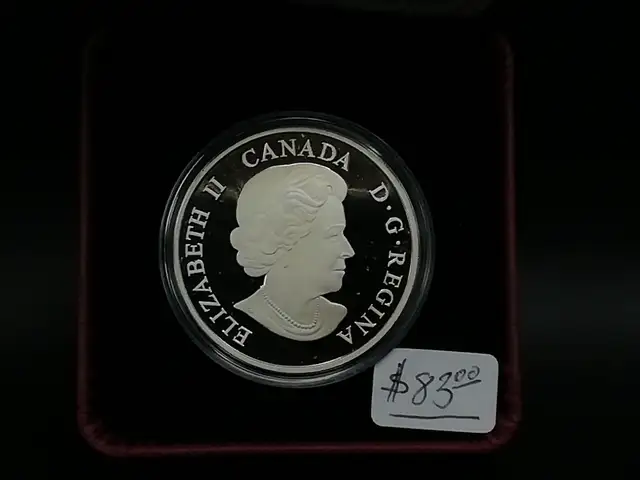 ELIZABETH II CANADA D·G·REGINA
$83.00